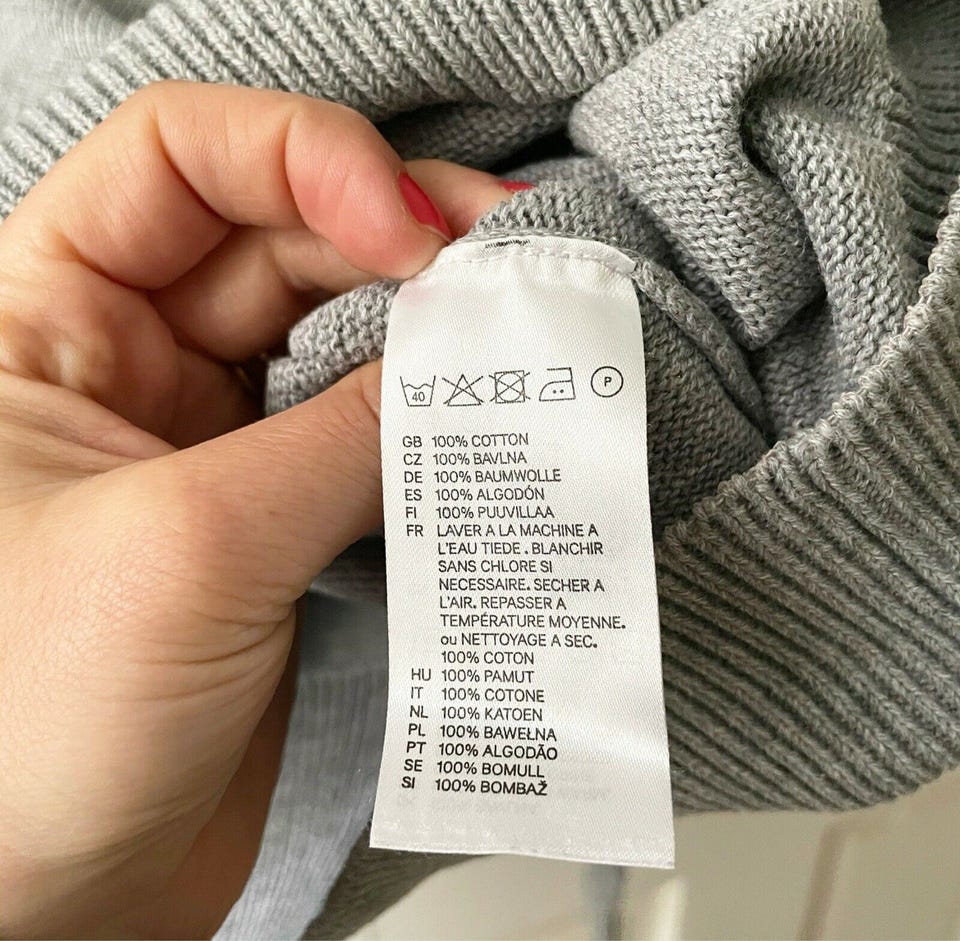 40 P
GB 100% COTTON
CZ 100% BAVLNA
DE 100% BAUMWOLLE
ES 100% ALGODÓN
FI 100% PUUVILLAA
FR LAVER A LA MACHINE A
L'EAU TIEDE . BLANCHIR
SANS CHLORE SI
NECESSAIRE. SECHER A
L'AIR. REPASSER A
TEMPÉRATURE MOYENNE.
ou NETTOYAGE A SEC.
100% COTON
HU 100% PAMUT
IT 100% COTONE
NL 100% KATOEN
PL 100% BAWEŁNA
PT 100% ALGODÃO
SE 100% BOMULL
SI 100% BOMBAŽ